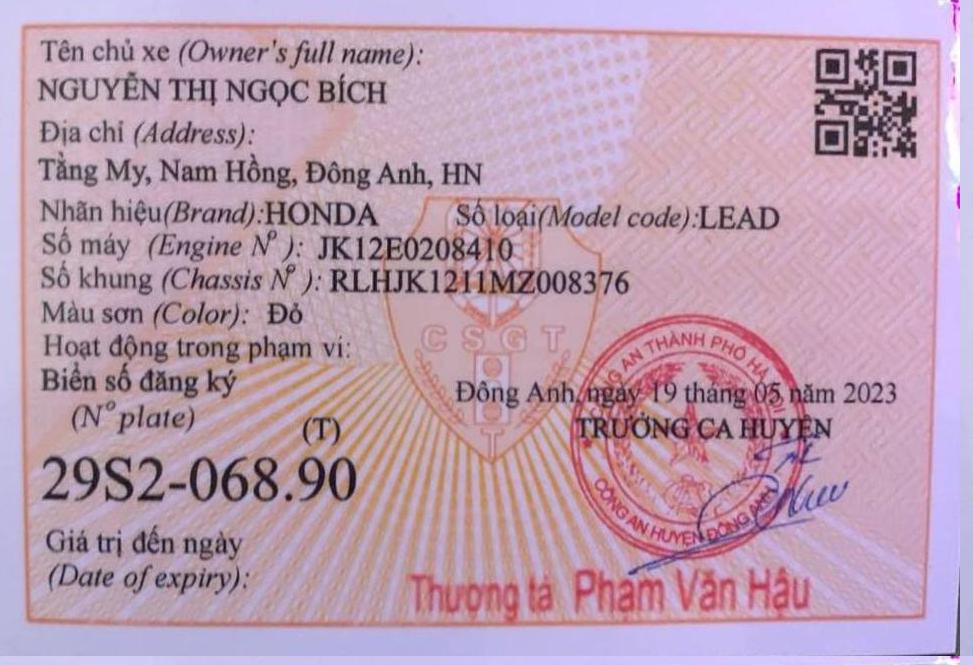 Tên chủ xe (Owner's full name):
NGUYỄN THỊ NGỌC BÍCH
Địa chỉ (Address):
Tằng My, Nam Hồng, Đông Anh, HN
Nhãn hiệu(Brand):HONDA Số loại(Model code):LEAD
Số máy (Engine N°): JK12E0208410
Số khung (Chassis N°): RLHJK1211MZ008376
Màu sơn (Color): Đỏ
CSGT
Hoạt động trong phạm vi:
Biển số đăng ký
(N° plate) (T)
29S2-068.90
Giá trị đến ngày
(Date of expiry):
Đông Anh, ngày 19 tháng 05 năm 2023
TRƯỞNG CA HUYỆN
CÔNG AN THÀNH PHỐ HÀ NỘI
CÔNG AN HUYỆN ĐÔNG ANH
Thượng tá Phạm Văn Hậu